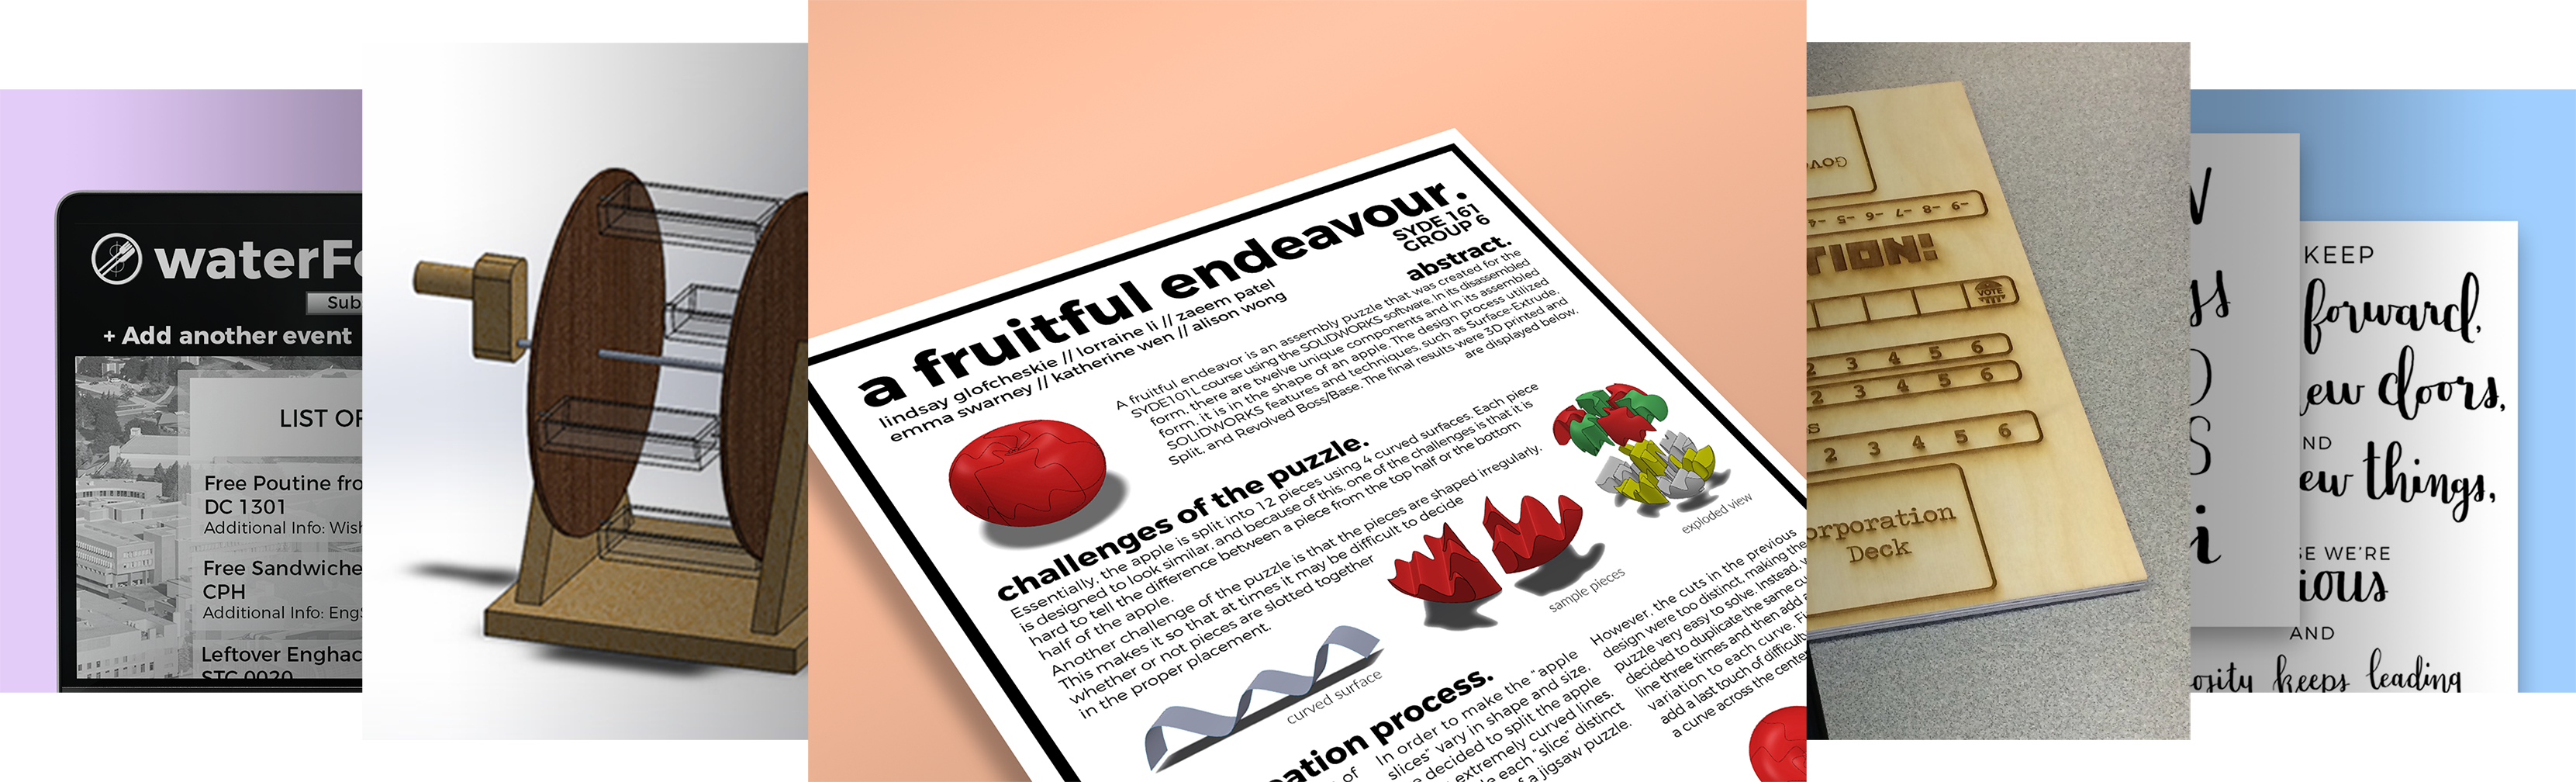 waterF
Sub
+ Add another event
LIST OF
Free Poutine fro
DC 1301
Additional Info: Wish
Free Sandwiche
CPH
Additional Info: Eng
Leftover Enghac
STC 0020
a fruitful endeavour.
lindsay glofcheskie // lorraine li // zaeem patel
emma swarney // katherine wen // alison wong
SYDE 161
GROUP 6
abstract.
A fruitful endeavor is an assembly puzzle that was created for the
SYDE101L course using the SOLIDWORKS software. In its disassembled
form, there are twelve unique components and in its assembled
form, it is in the shape of an apple. The design process utilized
SOLIDWORKS features and techniques, such as Surface-Extrude,
Split, and Revolved Boss/Base. The final results were 3D printed and
are displayed below.
challenges of the puzzle.
Essentially, the apple is split into 12 pieces using 4 curved surfaces. Each piece
is designed to look similar, and because of this, one of the challenges is that it is
hard to tell the difference between a piece from the top half or the bottom
half of the apple.
Another challenge of the puzzle is that the pieces are shaped irregularly.
This makes it so that at times it may be difficult to decide
whether or not pieces are slotted together
in the proper placement.
exploded view
sample pieces
curved surface
ation process.
of
In order to make the "apple
slices" vary in shape and size,
decided to split the apple
extremely curved lines.
each "slice" distinct
a jigsaw puzzle.
However, the cuts in the previous
design were too distinct, making the
puzzle very easy to solve. Instead,
decided to duplicate the same cu
line three times and then add a
variation to each curve. Fi
add a last touch of difficult
a curve across the center
Gove
-9- -8- -7- -6- -5- -4
TION!
VOTE
2 3 4 5 6
2 3 4 5 6
s
2 3 4 5 6
orporation
Deck
KEEP
forward,
ew doors,
ND
ew things,
SE WE'RE
ious
AND
osity keeps leading